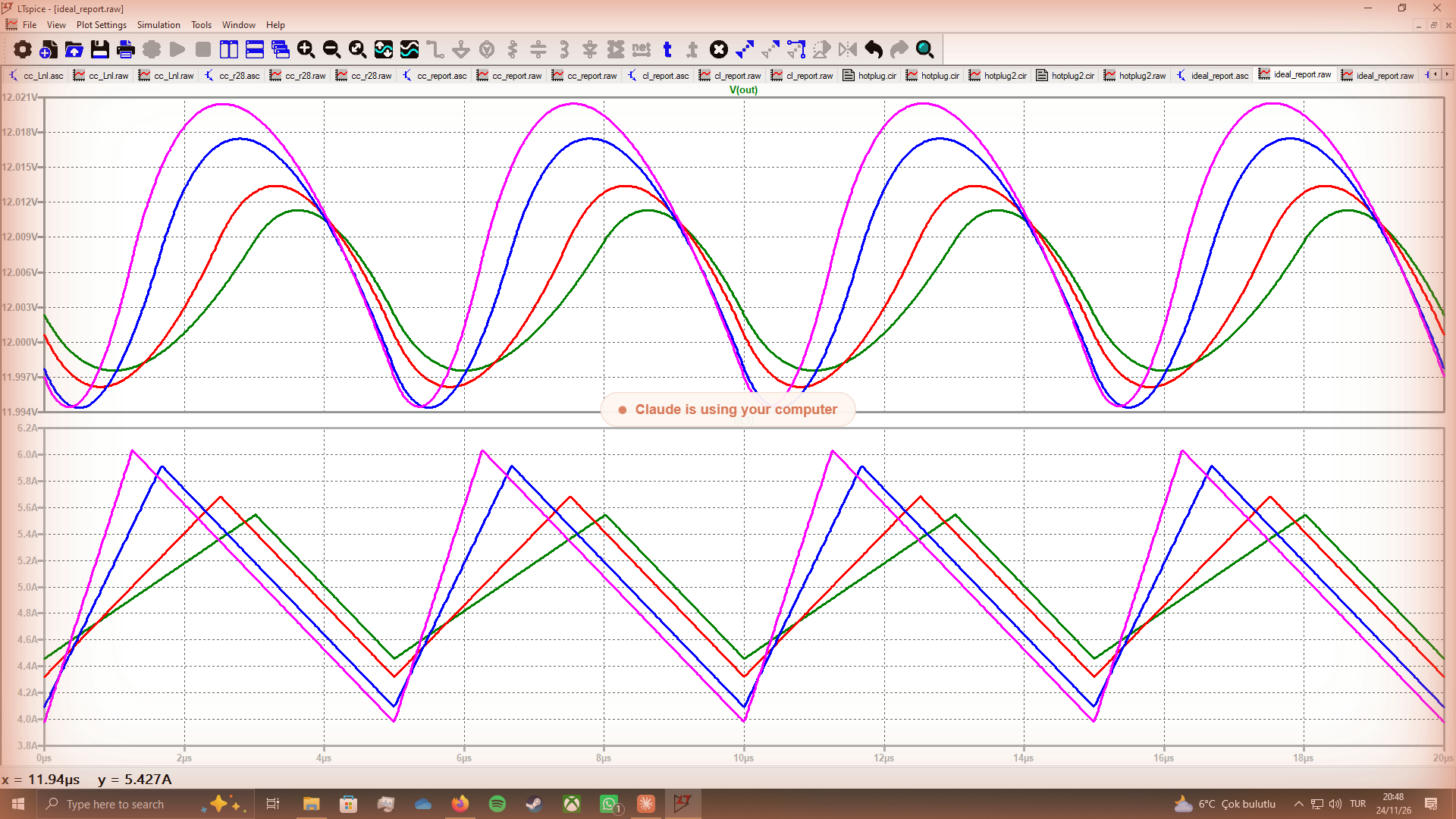 LTspice - [ideal_report.raw]
File View Plot Settings Simulation Tools Window Help
cc_Lnl.asc cc_Lnl.raw cc_Lnl.raw cc_r28.asc cc_r28.raw cc_r28.raw cc_report.asc cc_report.raw cc_report.raw cl_report.asc cl_report.raw cl_report.raw hotplug.cir hotplug.cir hotplug2.cir hotplug2.cir hotplug2.raw ideal_report.asc ideal_report.raw ideal_report.raw
V(out)
12.021V
12.018V
12.015V
12.012V
12.009V
12.006V
12.003V
12.000V
11.997V
11.994V
Claude is using your computer
6.2A
6.0A
5.8A
5.6A
5.4A
5.2A
5.0A
4.8A
4.6A
4.4A
4.2A
4.0A
3.8A
0µs 2µs 4µs 6µs 8µs 10µs 12µs 14µs 16µs 18µs 20µs
x = 11.94µs y = 5.427A
Type here to search
1
6°C Çok bulutlu
TUR
20:48
24/11/26